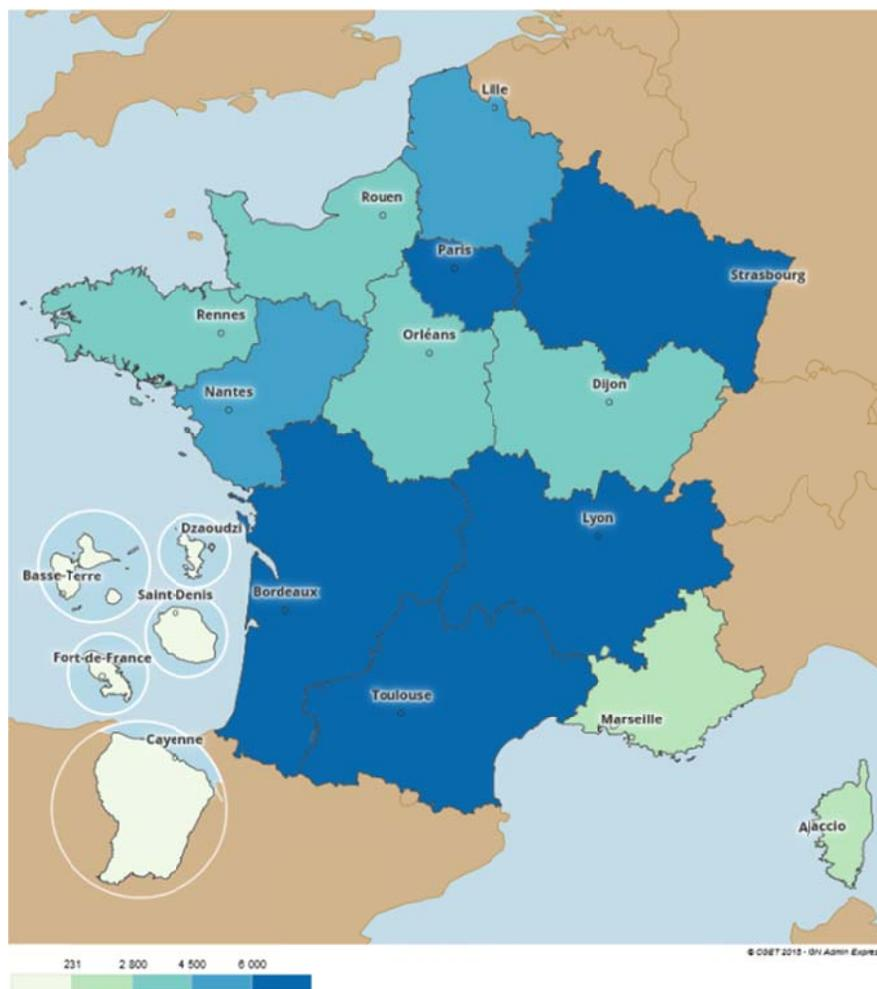 Lille
Rouen
Paris
Strasbourg
Rennes
Orléans
Dijon
Nantes
Dzaoudzi
Lyon
Basse-Terre
Saint-Denis
Bordeaux
Fort-de-France
Toulouse
Marseille
Cayenne
Ajaccio
© CGET 2015 - IGN Admin Expres
231 2 800 4 500 6 000